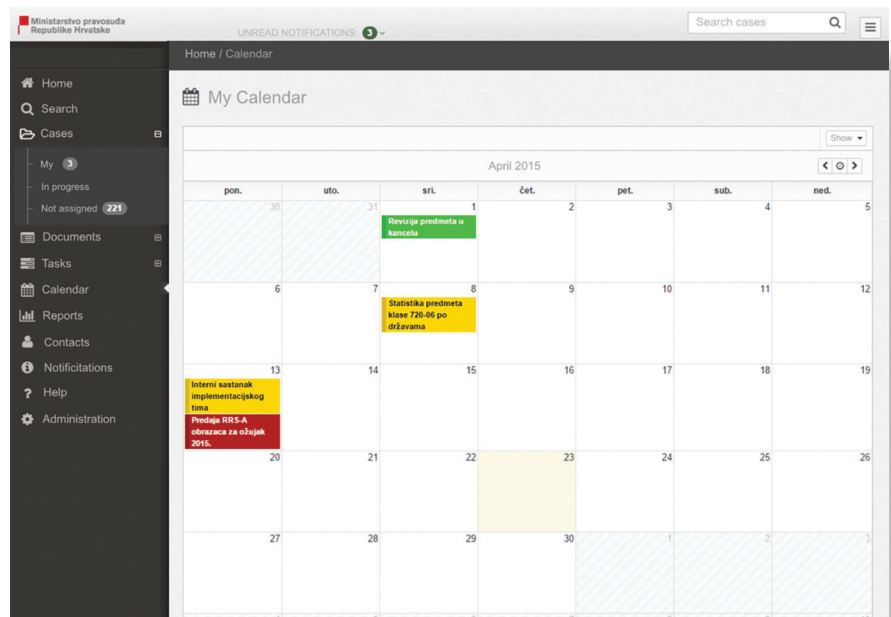 Ministarstvo pravosuđa
Republike Hrvatske
UNREAD NOTIFICATIONS: 3
Search cases
Home / Calendar
Home
Search
Cases
My 3
In progress
Not assigned 221
Documents
Tasks
Calendar
Reports
Contacts
Notificitations
Help
Administration
My Calendar
Show
April 2015
pon. uto. sri. čet. pet. sub. ned.
30 31 1 2 3 4 5
Revizija predmeta u
kancelu
6 7 8 9 10 11 12
Statistika predmeta
klase 720-06 po
državama
13 14 15 16 17 18 19
Interni sastanak
implementacijskog
tima
Predaja RRS-A
obrazaca za ožujak
2015.
20 21 22 23 24 25 26
27 28 29 30 1 2 3